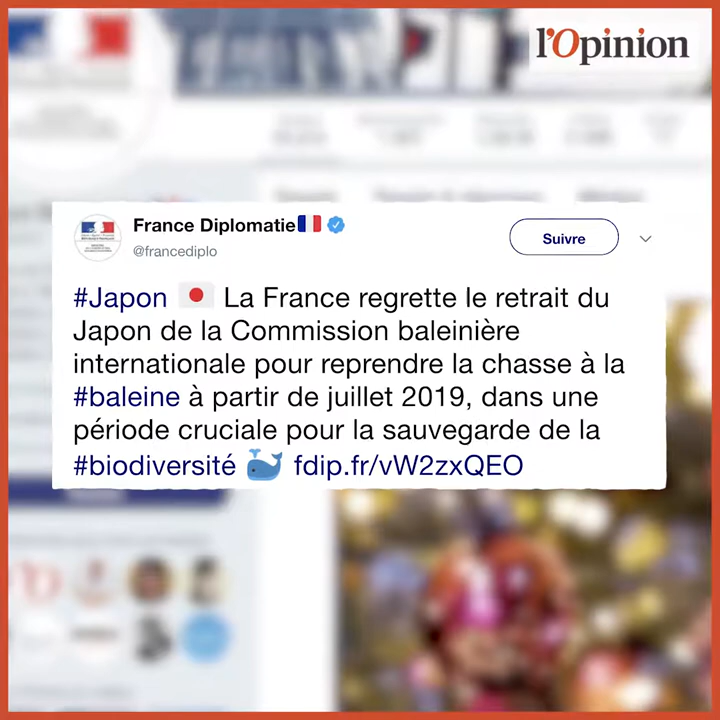 l'Opinion
France Diplomatie🇫🇷
@francediplo
Suivre
#Japon 🇯🇵 La France regrette le retrait du
Japon de la Commission baleinière
internationale pour reprendre la chasse à la
#baleine à partir de juillet 2019, dans une
période cruciale pour la sauvegarde de la
#biodiversité 🐳 fdip.fr/vW2zxQEO